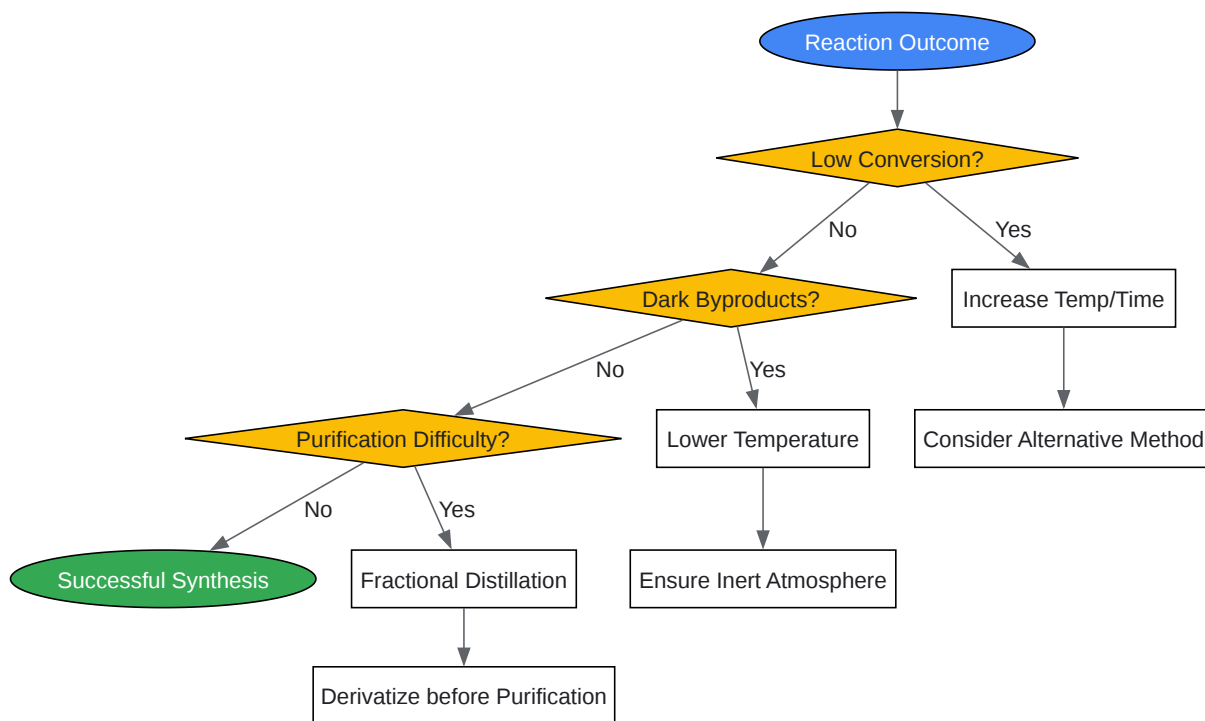 Reaction Outcome
Low Conversion?
No
Yes
Dark Byproducts?
Increase Temp/Time
No
Yes
Purification Difficulty?
Lower Temperature
Consider Alternative Method
No
Yes
Successful Synthesis
Fractional Distillation
Ensure Inert Atmosphere
Derivatize before Purification